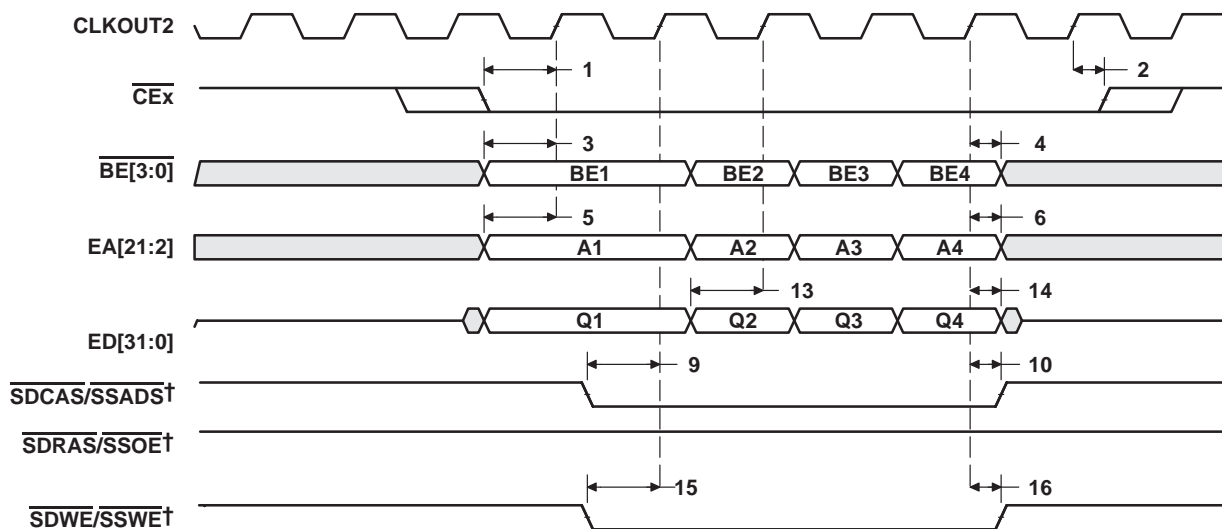 CLKOUT2
1 2
CEx
3 4
BE[3:0] BE1 BE2 BE3 BE4
5 6
EA[21:2] A1 A2 A3 A4
13 14
ED[31:0] Q1 Q2 Q3 Q4
9 10
SDCAS/SSADS†
SDRAS/SSOE†
15 16
SDWE/SSWE†